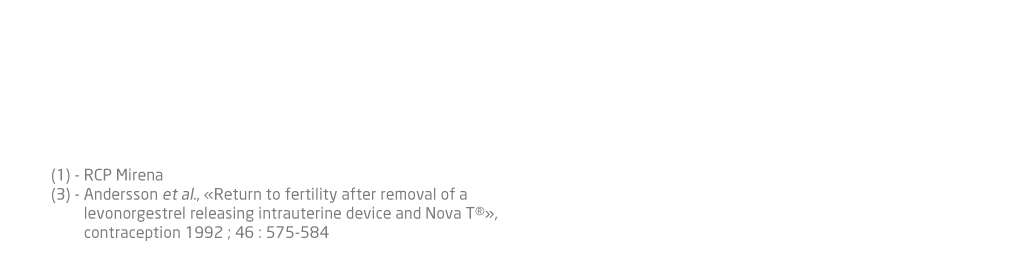 (1) - RCP Mirena
(3) - Andersson et al., «Return to fertility after removal of a
levonorgestrel releasing intrauterine device and Nova T®»,
contraception 1992 ; 46 : 575-584